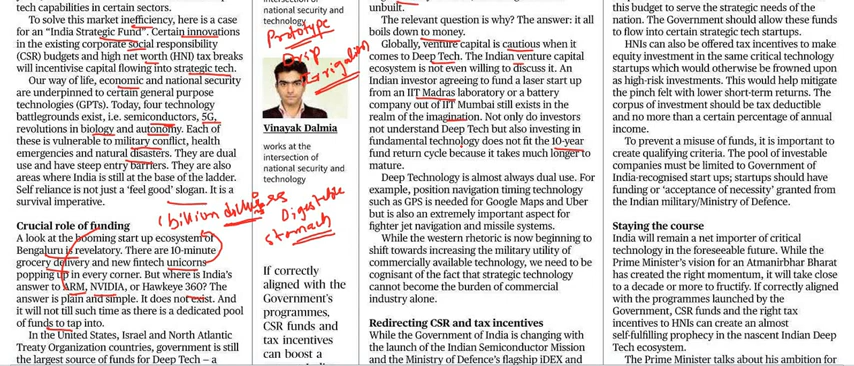 tech capabilities in certain sectors.
To solve this market inefficiency, here is a case
for an “India Strategic Fund”. Certain innovations
in the existing corporate social responsibility
(CSR) budgets and high net worth (HNI) tax breaks
will incentivise capital flowing into strategic tech.
Our way of life, economic and national security
are underpinned to certain general purpose
technologies (GPTs). Today, four technology
battlegrounds exist, i.e. semiconductors, 5G,
revolutions in biology and autonomy. Each of
these is vulnerable to military conflict, health
emergencies and natural disasters. They are dual
use and have steep entry barriers. They are also
areas where India is still at the base of the ladder.
Self reliance is not just a ‘feel good’ slogan. It is a
survival imperative.
Crucial role of funding
A look at the booming start up ecosystem of
Bengaluru is revelatory. There are 10-minute
grocery delivery and new fintech unicorns
popping up in every corner. But where is India’s
answer to ARM, NVIDIA, or Hawkeye 360? The
answer is plain and simple. It does not exist. And
it will not till such time as there is a dedicated pool
of funds to tap into.
In the United States, Israel and North Atlantic
Treaty Organization countries, government is still
the largest source of funds for Deep Tech — a
national security and
technology
Prototype
Vinayak Dalmia
works at the
intersection of
national security and
technology
1 billion dollars
Digestable
stomach
If correctly
aligned with the
Government’s
programmes,
CSR funds and
tax incentives
can boost a
unbuilt.
The relevant question is why? The answer: it all
boils down to money.
Globally, venture capital is cautious when it
comes to Deep Tech. The Indian venture capital
ecosystem is not even willing to discuss it. An
Indian investor agreeing to fund a laser start up
from an IIT Madras laboratory or a battery
company out of IIT Mumbai still exists in the
realm of the imagination. Not only do investors
not understand Deep Tech but also investing in
fundamental technology does not fit the 10-year
fund return cycle because it takes much longer to
mature.
Deep Technology is almost always dual use. For
example, position navigation timing technology
such as GPS is needed for Google Maps and Uber
but is also an extremely important aspect for
fighter jet navigation and missile systems.
While the western rhetoric is now beginning to
shift towards increasing the military utility of
commercially available technology, we need to be
cognisant of the fact that strategic technology
cannot become the burden of commercial
industry alone.
Redirecting CSR and tax incentives
While the Government of India is changing with
the launch of the Indian Semiconductor Mission
and the Ministry of Defence’s flagship iDEX and
this budget to serve the strategic needs of the
nation. The Government should allow these funds
to flow into certain strategic tech startups.
HNIs can also be offered tax incentives to make
equity investment in the same critical technology
startups which would otherwise be frowned upon
as high-risk investments. This would help mitigate
the pinch felt with lower short-term returns. The
corpus of investment should be tax deductible
and no more than a certain percentage of annual
income.
To prevent a misuse of funds, it is important to
create qualifying criteria. The pool of investable
companies must be limited to Government of
India-recognised start ups; startups should have
funding or ‘acceptance of necessity’ granted from
the Indian military/Ministry of Defence.
Staying the course
India will remain a net importer of critical
technology in the foreseeable future. While the
Prime Minister’s vision for an Atmanirbhar Bharat
has created the right momentum, it will take close
to a decade or more to fructify. If correctly aligned
with the programmes launched by the
Government, CSR funds and the right tax
incentives to HNIs can create an almost
self-fulfilling prophecy in the nascent Indian Deep
Tech ecosystem.
The Prime Minister talks about his ambition for